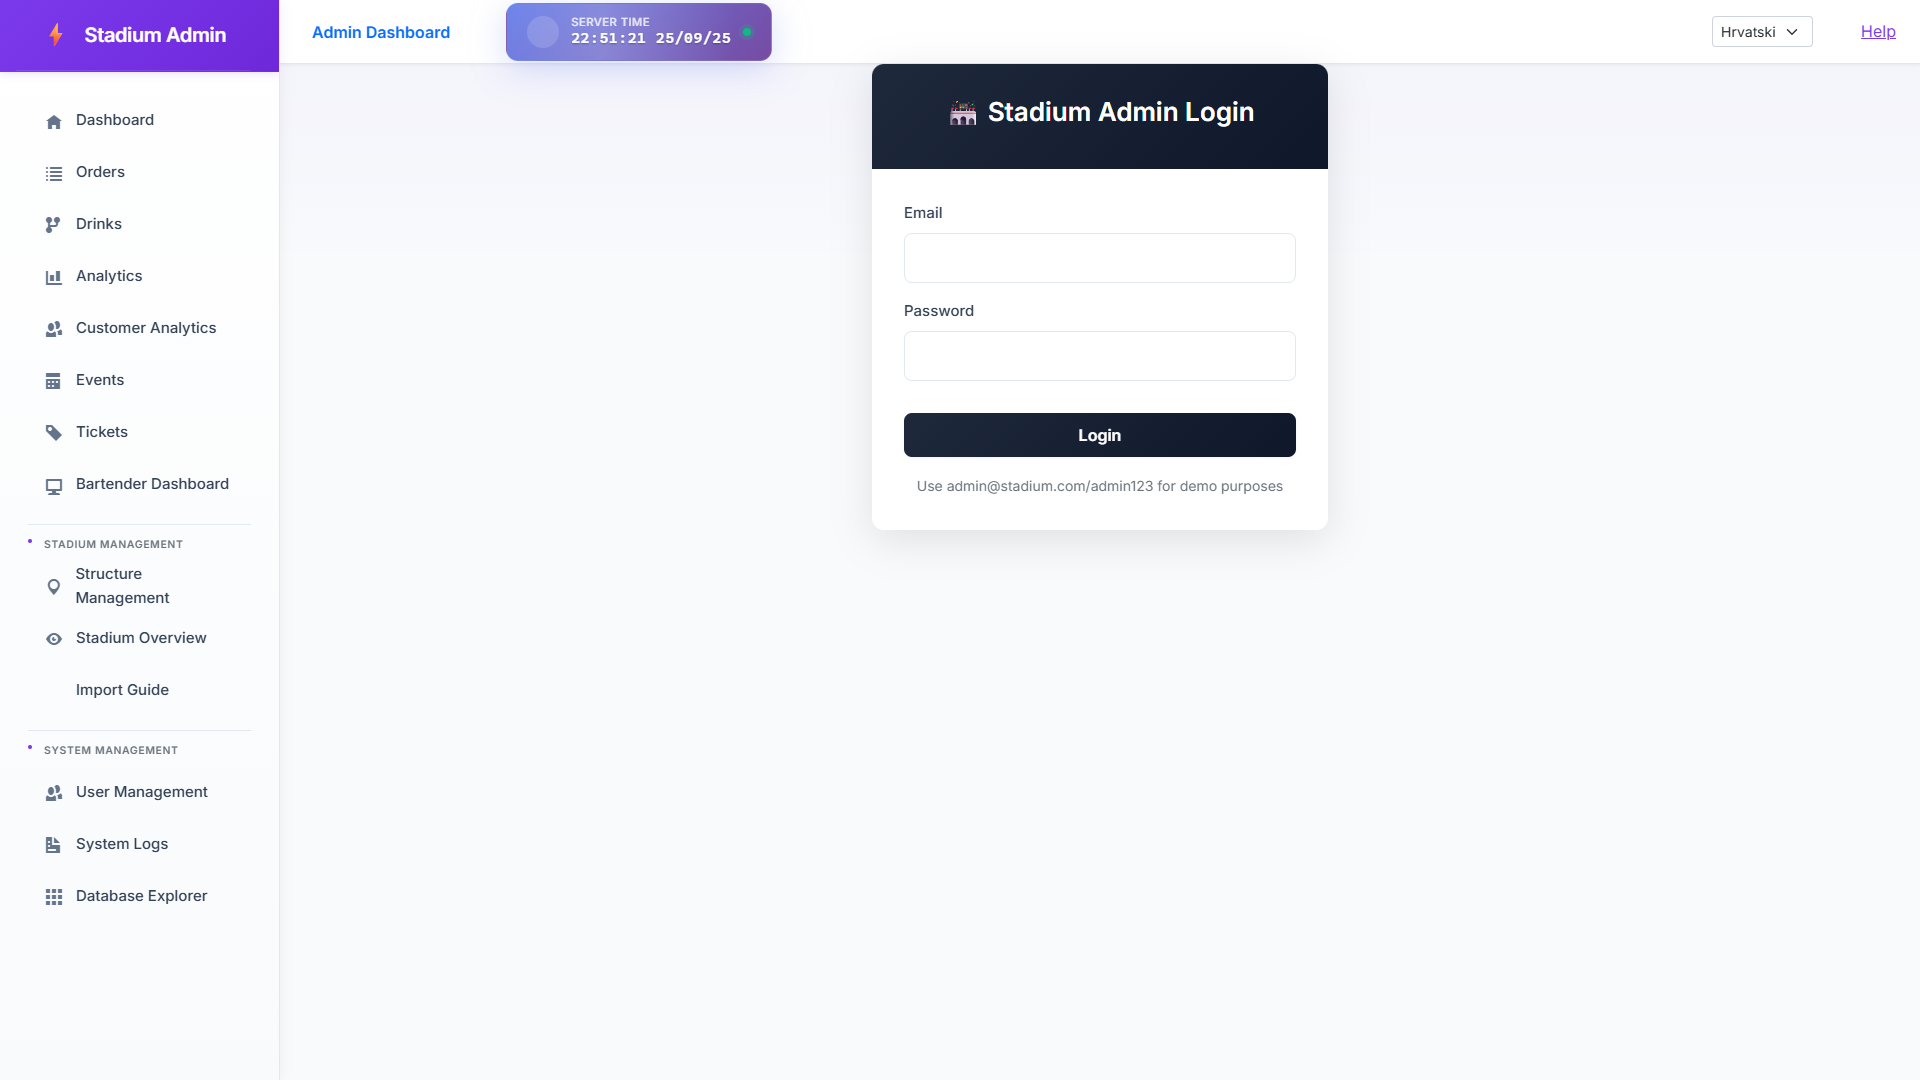 Stadium Admin
Admin Dashboard
SERVER TIME
22:51:21 25/09/25
Hrvatski
Help
Dashboard
Orders
Drinks
Analytics
Customer Analytics
Events
Tickets
Bartender Dashboard
STADIUM MANAGEMENT
Structure
Management
Stadium Overview
Import Guide
SYSTEM MANAGEMENT
User Management
System Logs
Database Explorer
Stadium Admin Login
Email
Password
Login
Use admin@stadium.com/admin123 for demo purposes